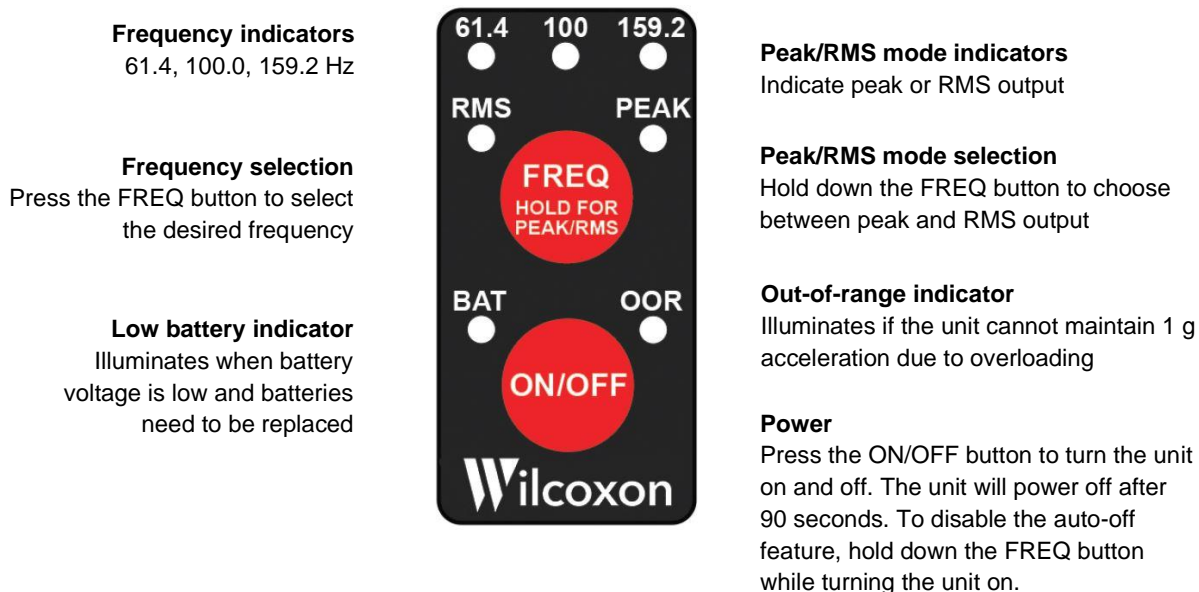 Frequency indicators
61.4, 100.0, 159.2 Hz
Frequency selection
Press the FREQ button to select
the desired frequency
Low battery indicator
Illuminates when battery
voltage is low and batteries
need to be replaced
61.4 100 159.2
RMS PEAK
FREQ
HOLD FOR
PEAK/RMS
BAT OOR
ON/OFF
Wilcoxon
Peak/RMS mode indicators
Indicate peak or RMS output
Peak/RMS mode selection
Hold down the FREQ button to choose
between peak and RMS output
Out-of-range indicator
Illuminates if the unit cannot maintain 1 g
acceleration due to overloading
Power
Press the ON/OFF button to turn the unit
on and off. The unit will power off after
90 seconds. To disable the auto-off
feature, hold down the FREQ button
while turning the unit on.